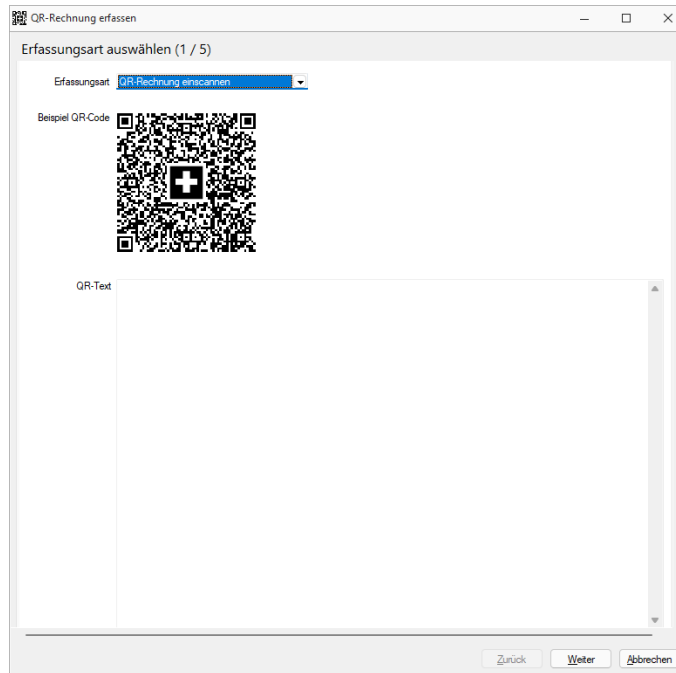 QR-Rechnung erfassen
Erfassungsart auswählen (1 / 5)
Erfassungsart QR-Rechnung einscannen
Beispiel QR-Code
QR-Text
Zurück Weiter Abbrechen